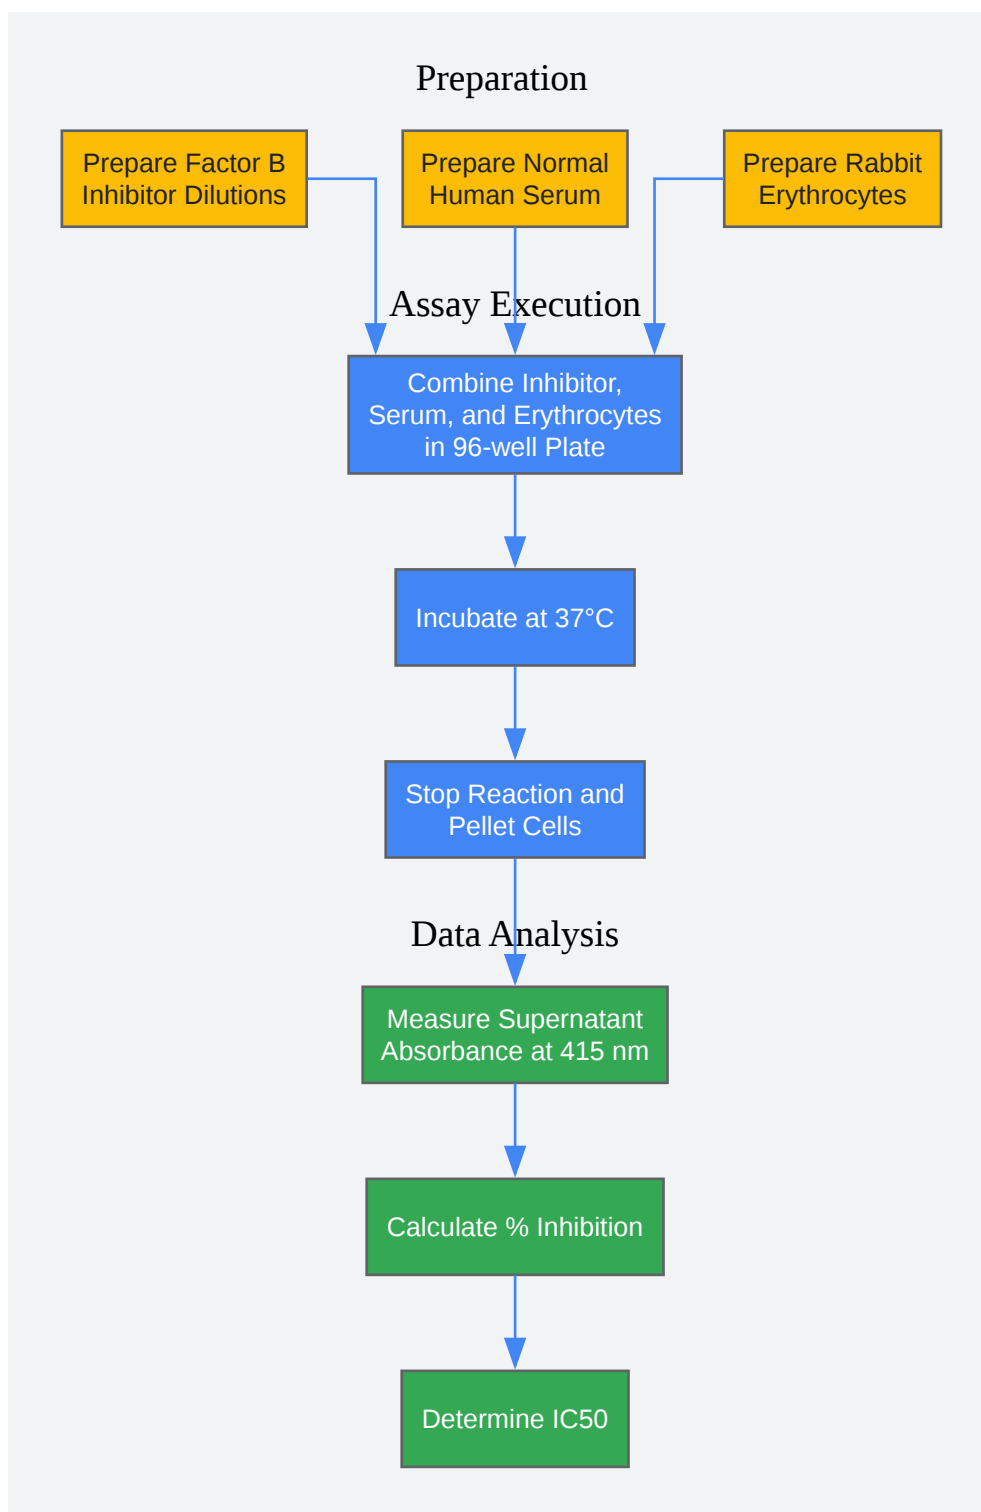 Preparation
Prepare Factor B
Inhibitor Dilutions
Prepare Normal
Human Serum
Prepare Rabbit
Erythrocytes
Assay Execution
Combine Inhibitor,
Serum, and Erythrocytes
in 96-well Plate
Incubate at 37°C
Stop Reaction and
Pellet Cells
Data Analysis
Measure Supernatant
Absorbance at 415 nm
Calculate % Inhibition
Determine IC50